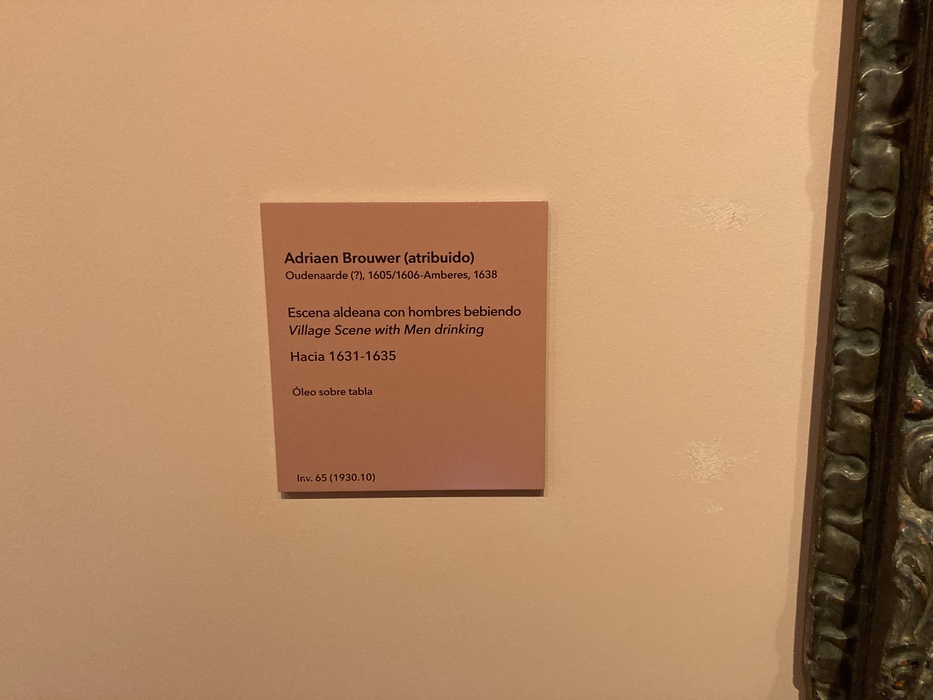 Adriaen Brouwer (atribuido)
Oudenaarde (?), 1605/1606-Amberes, 1638
Escena aldeana con hombres bebiendo
Village Scene with Men drinking
Hacia 1631-1635
Óleo sobre tabla
Inv. 65 (1930.10)